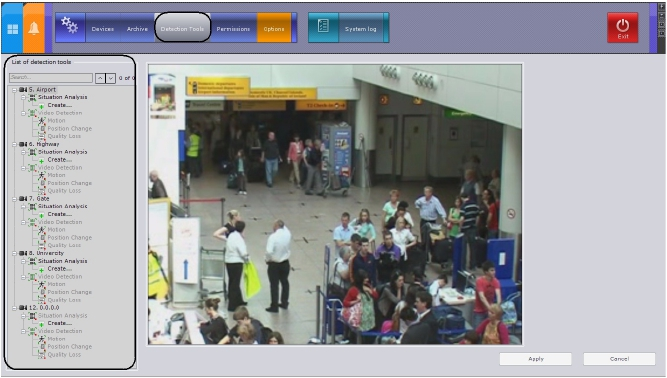 Devices
Archive
Detection Tools
Permissions
Options
System log
Exit
List of detection tools
Search...
0 of 0
5. Airport
Situation Analysis
Create...
Video Detection
Motion
Position Change
Quality Loss
6. Highway
Situation Analysis
Create...
Video Detection
Motion
Position Change
Quality Loss
7. Gate
Situation Analysis
Create...
Video Detection
Motion
Position Change
Quality Loss
8. Univercity
Situation Analysis
Create...
Video Detection
Motion
Position Change
Quality Loss
12. 0.0.0.0
Situation Analysis
Create...
Video Detection
Motion
Position Change
Quality Loss
Apply
Cancel